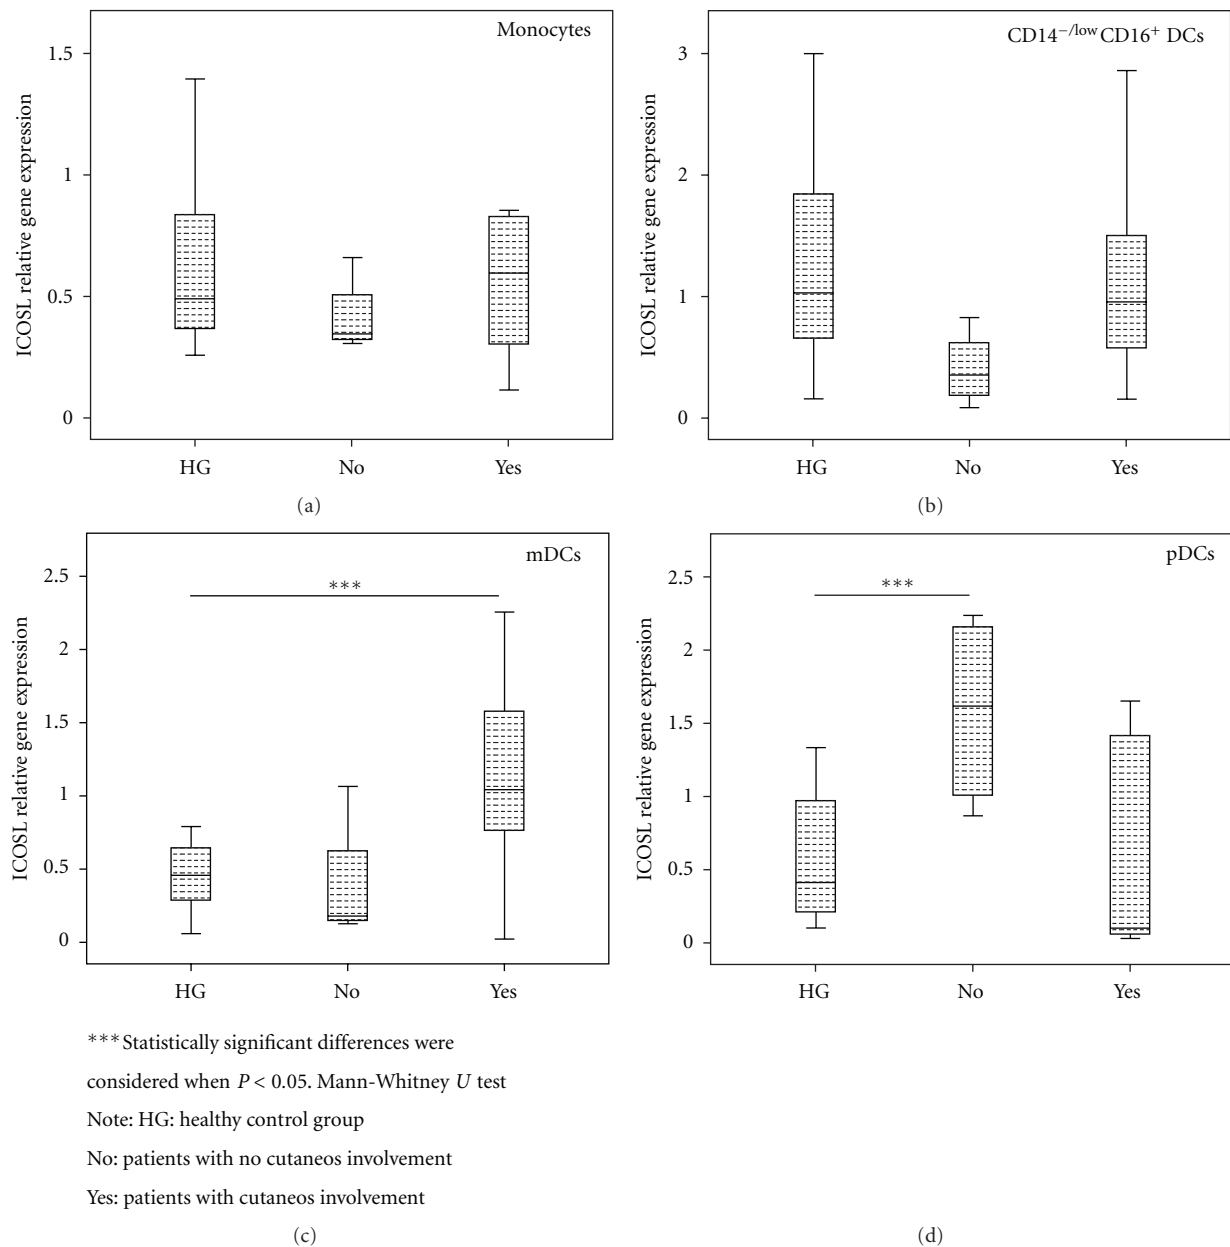 Monocytes
1.5
1
0.5
0
ICOSL relative gene expression
HG No Yes
(a)
CD14⁻/ˡᵒʷCD16⁺ DCs
3
2
1
0
ICOSL relative gene expression
HG No Yes
(b)
mDCs
***
2.5
2
1.5
1
0.5
0
ICOSL relative gene expression
HG No Yes
***Statistically significant differences were
considered when P < 0.05. Mann-Whitney U test
Note: HG: healthy control group
No: patients with no cutaneos involvement
Yes: patients with cutaneos involvement
(c)
pDCs
***
2.5
2
1.5
1
0.5
0
ICOSL relative gene expression
HG No Yes
(d)